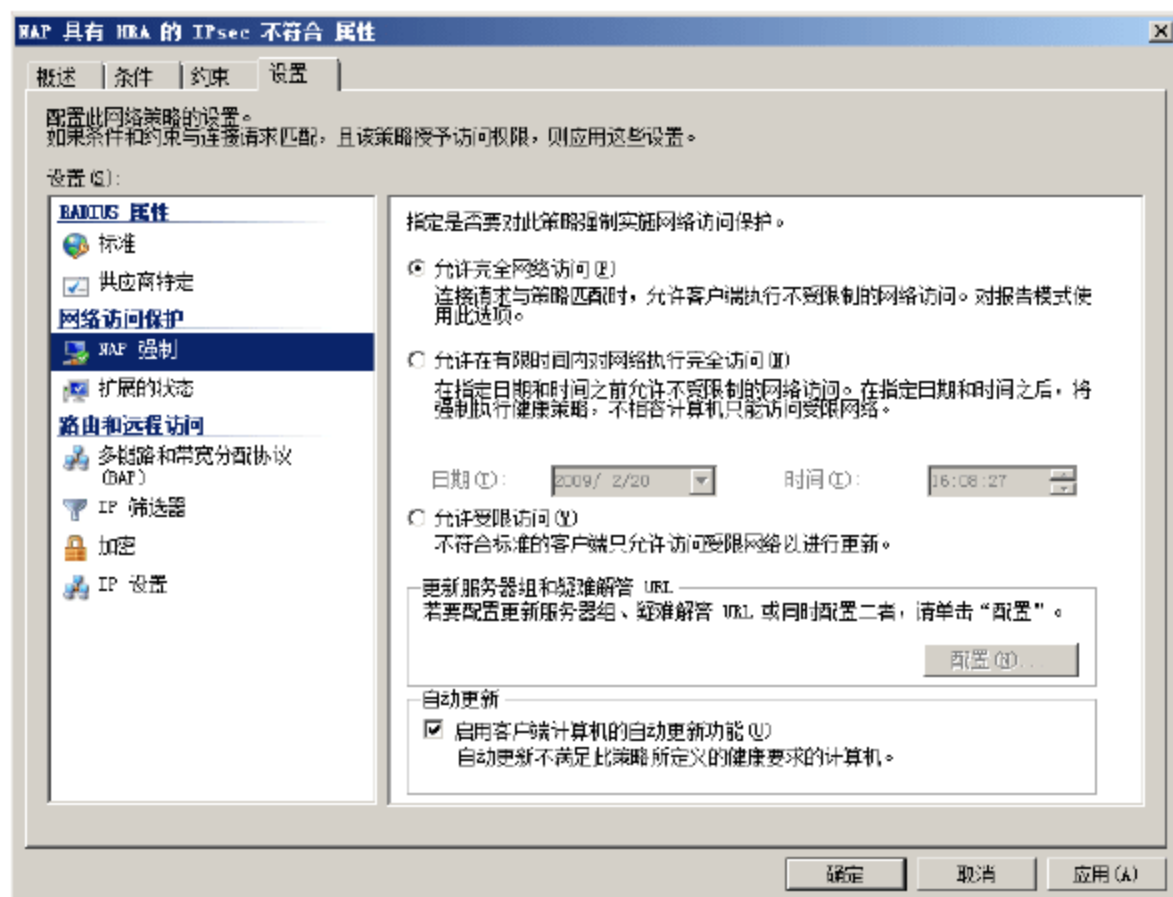 NAP 具有 HRA 的 IPsec 不符合 属性
概述 条件 约束 设置
配置此网络策略的设置。
如果条件和约束与连接请求匹配，且该策略授予访问权限，则应用这些设置。
设置(S):
RADIUS 属性
标准
供应商特定
网络访问保护
NAP 强制
扩展的状态
路由和远程访问
多链路和带宽分配协议
(BAP)
IP 筛选器
加密
IP 设置
指定是否要对此策略强制实施网络访问保护。
允许完全网络访问(F)
连接请求与策略匹配时，允许客户端执行不受限制的网络访问。对报告模式使
用此选项。
允许在有限时间内对网络执行完全访问(M)
在指定日期和时间之前允许不受限制的网络访问。在指定日期和时间之后，将
强制执行健康策略，不相容计算机只能访问受限网络。
日期(T): 2009/ 2/20 时间(I): 16:08:27
允许受限访问(W)
不符合标准的客户端只允许访问受限网络以进行更新。
更新服务器组和疑难解答 URL
若要配置更新服务器组、疑难解答 URL 或同时配置二者，请单击“配置”。
配置(N)...
自动更新
启用客户端计算机的自动更新功能(U)
自动更新不满足此策略所定义的健康要求的计算机。
确定 取消 应用(A)